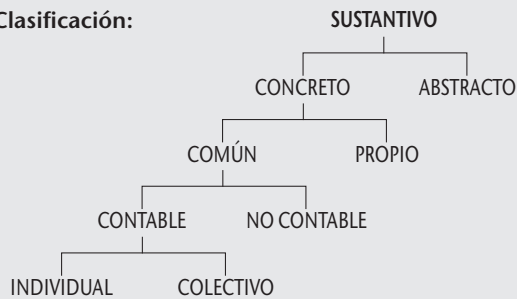 Clasificación: SUSTANTIVO
CONCRETO ABSTRACTO
COMÚN PROPIO
CONTABLE NO CONTABLE
INDIVIDUAL COLECTIVO